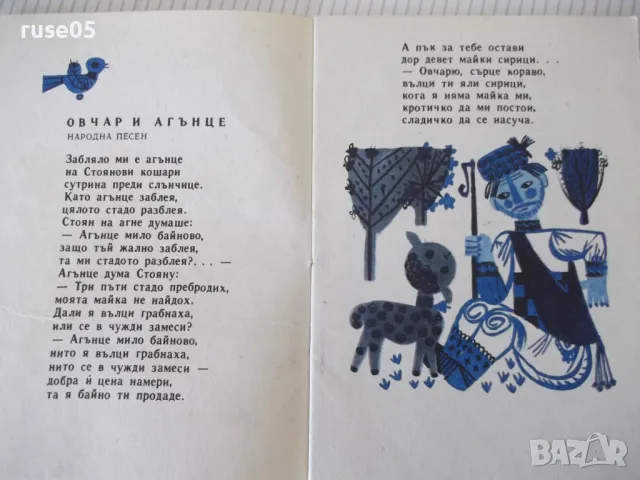 ruse05
ОВЧАР И АГЪНЦЕ
НАРОДНА ПЕСЕН
Забляло ми е агънце
на Стоянови кошари
сутрина преди слънчице.
Като агънце заблея,
цялото стадо разблея.
Стоян на агне думаше:
— Агънце мило байново,
защо тъй жално заблея,
та ми стадото разблея?. . . —
Агънце дума Стояну:
— Три пъти стадо пребродих,
моята майка не найдох.
Дали я вълци грабнаха,
или се в чужди замеси?
— Агънце мило байново,
нито я вълци грабнаха,
нито се в чужди замеси —
добра ѝ цена намери,
та я байно ти продаде.
А пък за тебе остави
дор девет майки сирици. . .
— Овчарю, сърце кораво,
вълци ти яли сирици,
кога я няма майка ми,
кротичко да ми постои,
сладичко да се насуча.
BAZAR
bg